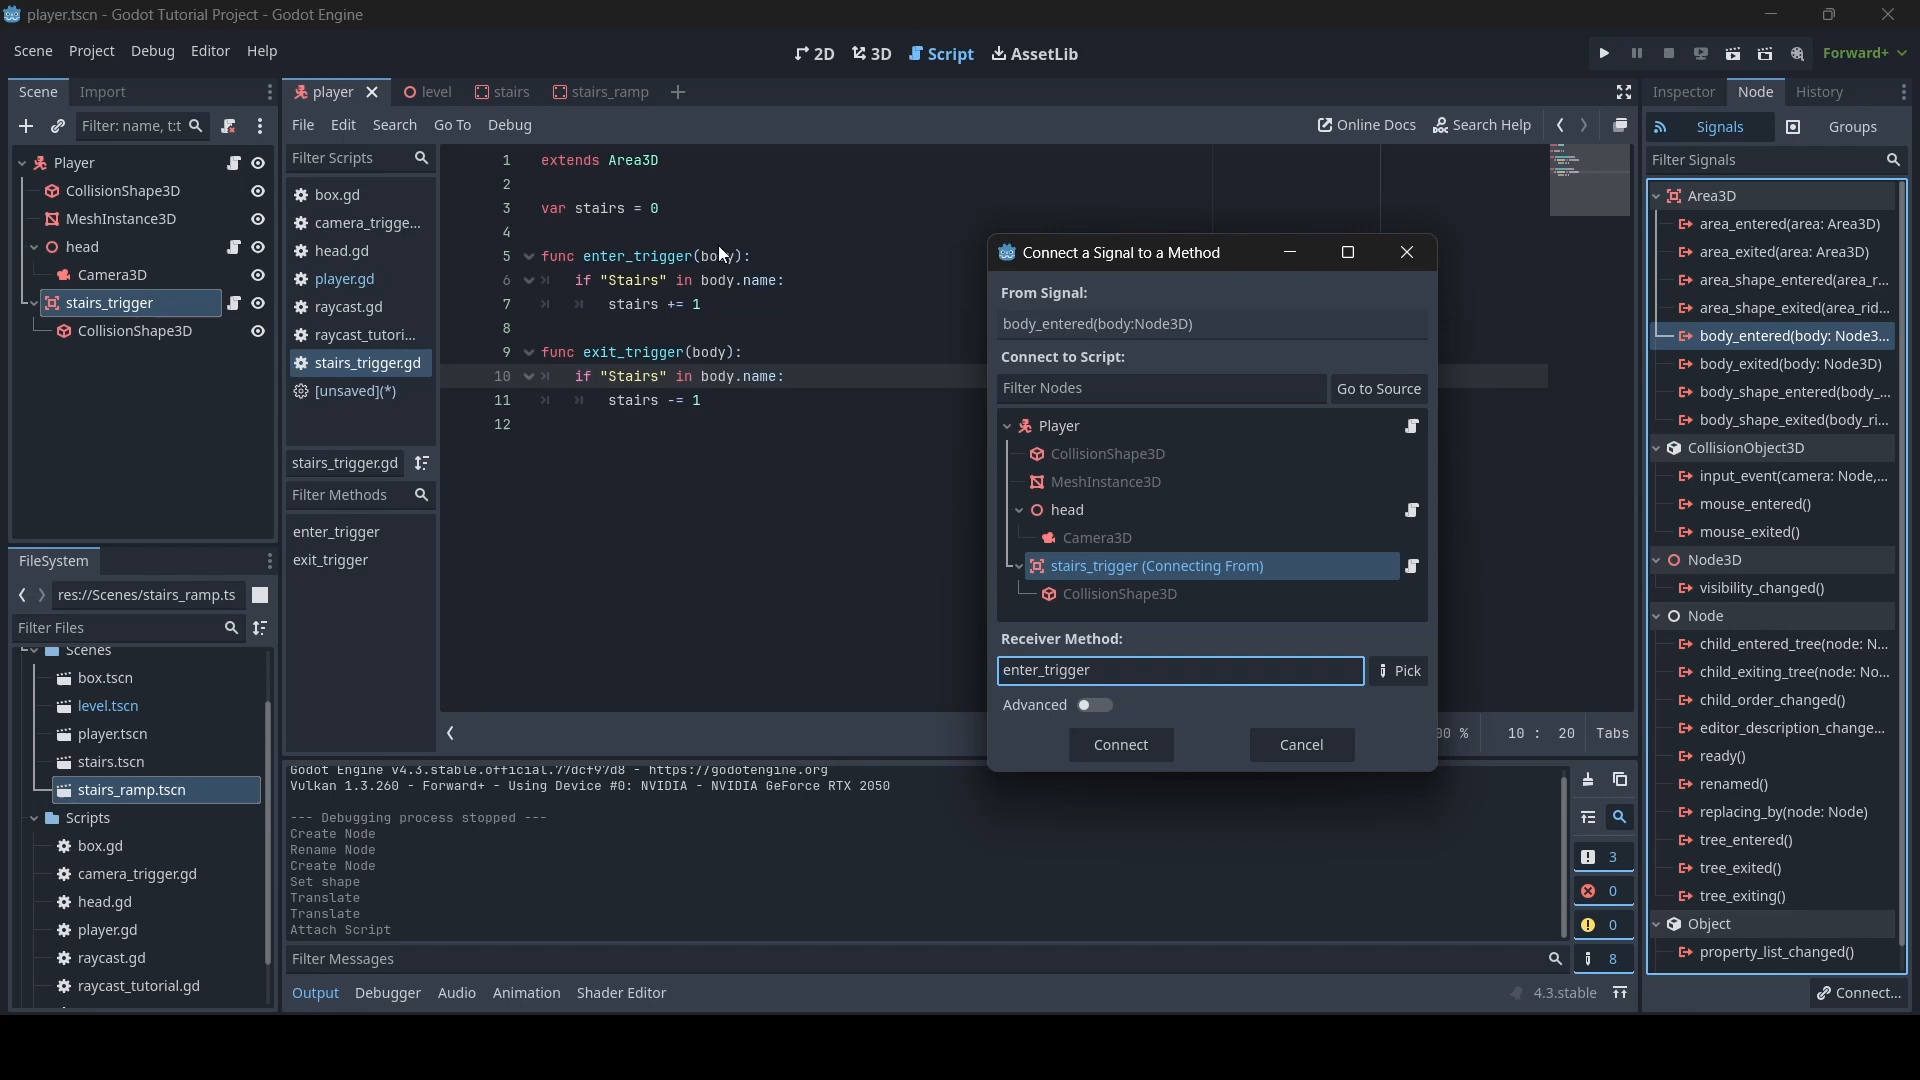 player.tscn - Godot Tutorial Project - Godot Engine
Scene Project Debug Editor Help
2D 3D Script AssetLib
Forward+
Scene Import
Filter: name, t:t
Player
CollisionShape3D
MeshInstance3D
head
Camera3D
stairs_trigger
CollisionShape3D
FileSystem
res://Scenes/stairs_ramp.ts
Filter Files
Scenes
box.tscn
level.tscn
player.tscn
stairs.tscn
stairs_ramp.tscn
Scripts
box.gd
camera_trigger.gd
head.gd
player.gd
raycast.gd
raycast_tutorial.gd
player level stairs stairs_ramp
File Edit Search Go To Debug
Online Docs Search Help
Filter Scripts
box.gd
camera_trigge...
head.gd
player.gd
raycast.gd
raycast_tutori...
stairs_trigger.gd
[unsaved](*)
stairs_trigger.gd
Filter Methods
enter_trigger
exit_trigger
1 extends Area3D
2
3 var stairs = 0
4
5 func enter_trigger(body):
6 if "Stairs" in body.name:
7 stairs += 1
8
9 func exit_trigger(body):
10 if "Stairs" in body.name:
11 stairs -= 1
12
00 % 10 : 20 Tabs
Connect a Signal to a Method
From Signal:
body_entered(body:Node3D)
Connect to Script:
Filter Nodes Go to Source
Player
CollisionShape3D
MeshInstance3D
head
Camera3D
stairs_trigger (Connecting From)
CollisionShape3D
Receiver Method:
enter_trigger Pick
Advanced
Connect Cancel
Godot Engine v4.3.stable.official.77dcf97d8 - https://godotengine.org
Vulkan 1.3.260 - Forward+ - Using Device #0: NVIDIA - NVIDIA GeForce RTX 2050
--- Debugging process stopped ---
Create Node
Rename Node
Create Node
Set shape
Translate
Translate
Attach Script
3
0
0
8
Filter Messages
Output Debugger Audio Animation Shader Editor
4.3.stable
Inspector Node History
Signals Groups
Filter Signals
Area3D
area_entered(area: Area3D)
area_exited(area: Area3D)
area_shape_entered(area_r...
area_shape_exited(area_rid...
body_entered(body: Node3...
body_exited(body: Node3D)
body_shape_entered(body_...
body_shape_exited(body_ri...
CollisionObject3D
input_event(camera: Node,...
mouse_entered()
mouse_exited()
Node3D
visibility_changed()
Node
child_entered_tree(node: N...
child_exiting_tree(node: No...
child_order_changed()
editor_description_change...
ready()
renamed()
replacing_by(node: Node)
tree_entered()
tree_exited()
tree_exiting()
Object
property_list_changed()
Connect...